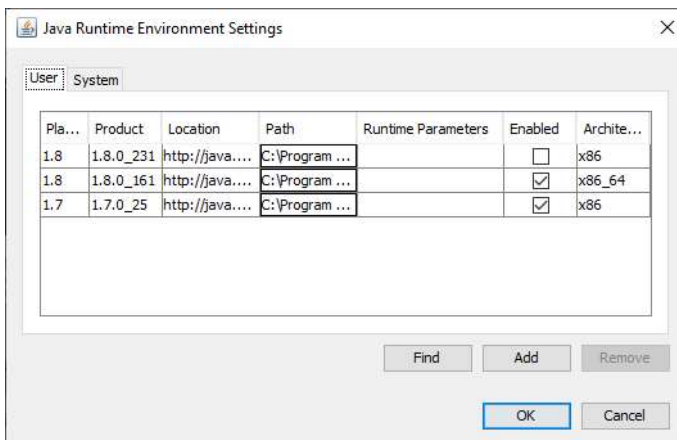 Java Runtime Environment Settings
User System
Pla... Product Location Path Runtime Parameters Enabled Archite...
1.8 1.8.0_231 http://java.... C:\Program ... x86
1.8 1.8.0_161 http://java.... C:\Program ... x86_64
1.7 1.7.0_25 http://java.... C:\Program ... x86
Find Add Remove
OK Cancel